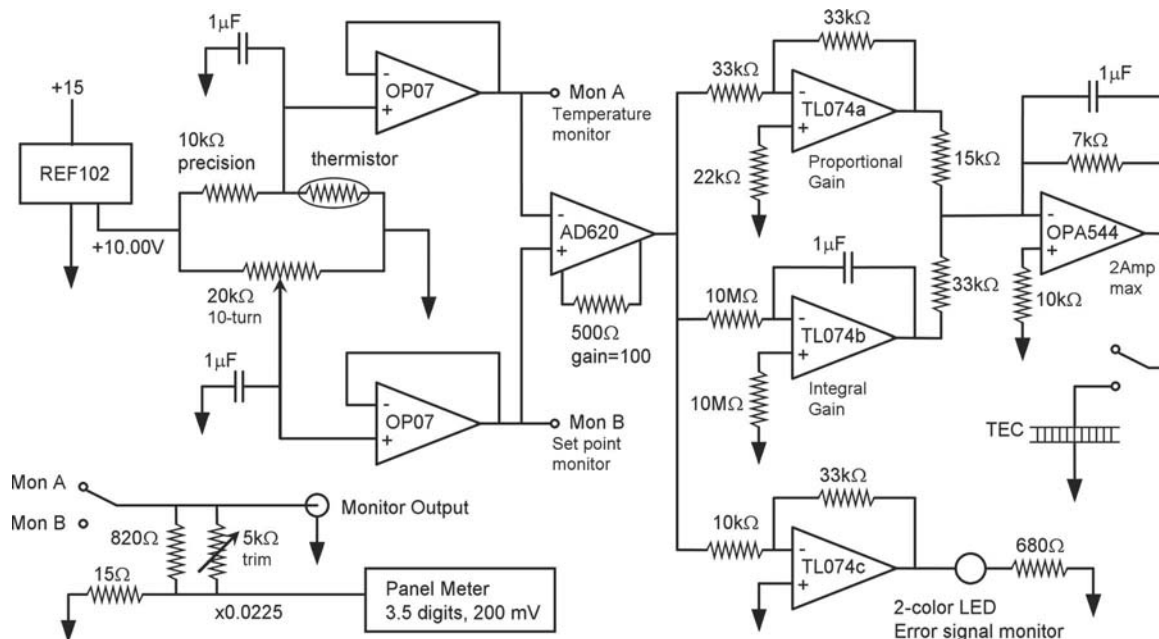 33kΩ
1μF
-
OP07
+
+15
REF102
+10.00V
10kΩ
precision
thermistor
20kΩ
10-turn
1μF
-
OP07
+
Mon A
Temperature
monitor
-
AD620
+
500Ω
gain=100
Mon B
Set point
monitor
33kΩ
-
TL074a
+
22kΩ
Proportional
Gain
15kΩ
1μF
10MΩ
-
TL074b
+
10MΩ
Integral
Gain
33kΩ
1μF
7kΩ
-
OPA544
+
2Amp
max
10kΩ
TEC
33kΩ
10kΩ
-
TL074c
+
680Ω
2-color LED
Error signal monitor
Mon A
Mon B
Monitor Output
820Ω
5kΩ
trim
15Ω
x0.0225
Panel Meter
3.5 digits, 200 mV